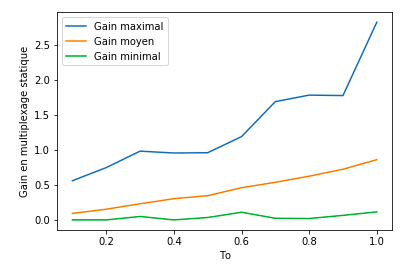 Gain maximal
Gain moyen
Gain minimal
Gain en multiplexage statique
2.5
2.0
1.5
1.0
0.5
0.0
0.2 0.4 0.6 0.8 1.0
To